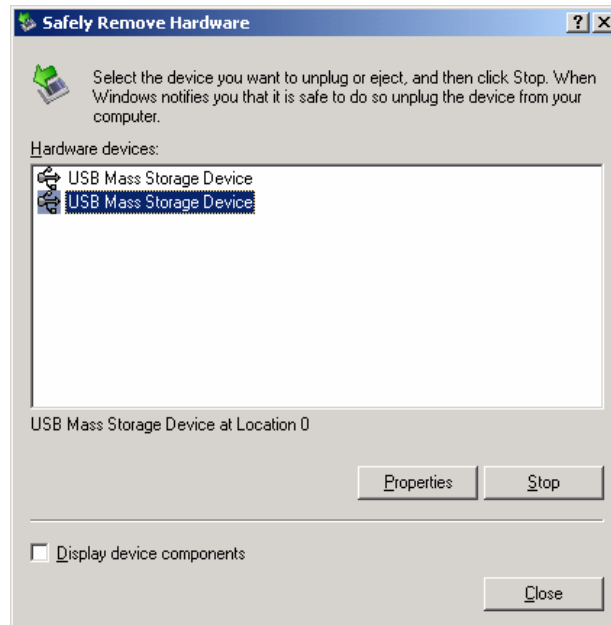 Safely Remove Hardware
Select the device you want to unplug or eject, and then click Stop. When
Windows notifies you that it is safe to do so unplug the device from your
computer.
Hardware devices:
USB Mass Storage Device
USB Mass Storage Device
USB Mass Storage Device at Location 0
Properties
Stop
Display device components
Close